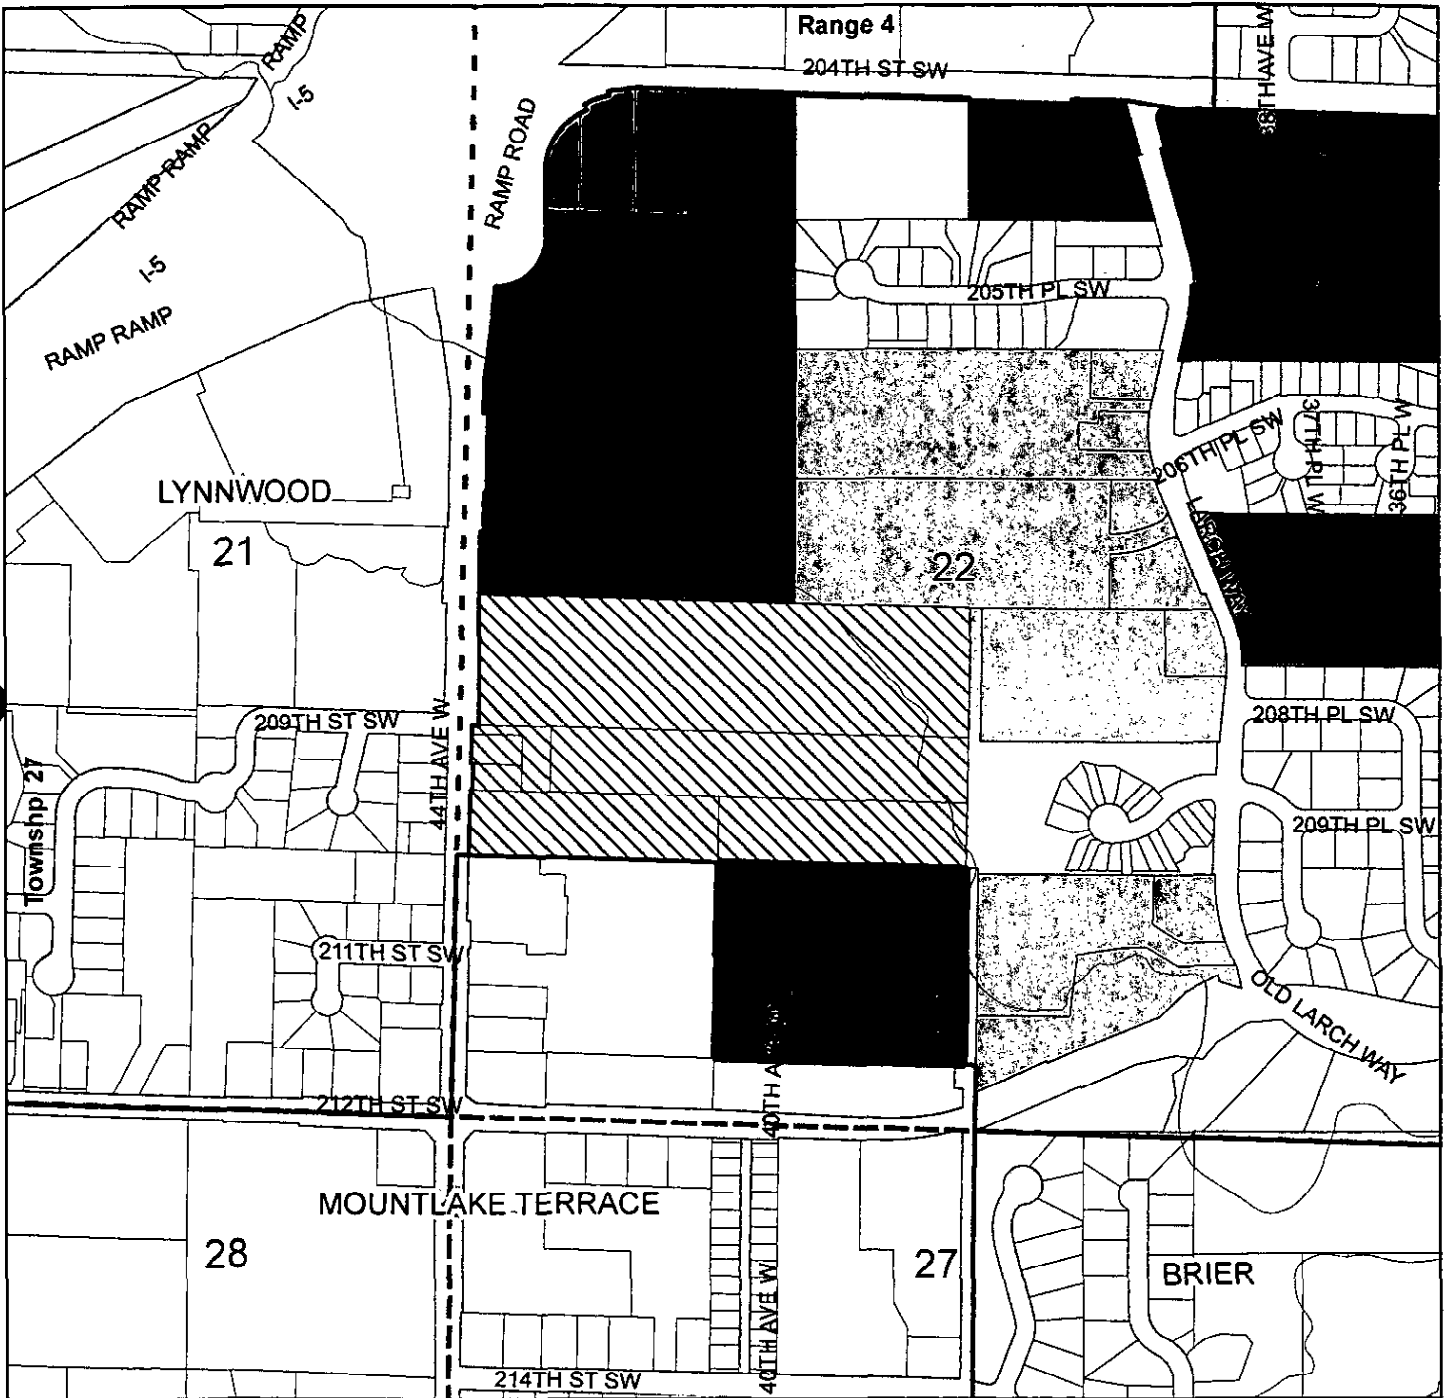 Range 4
204TH ST SW
38TH AVE W
RAMP
I-5
RAMP ROAD
RAMP RAMP
I-5
RAMP RAMP
205TH PL SW
206TH PL SW
37TH PL W
36TH PL W
LYNNWOOD
21
22
LARCH WAY
209TH ST SW
44TH AVE W
208TH PL SW
Townshp 27
209TH PL SW
211TH ST SW
OLD LARCH WAY
40TH A
212TH ST SW
MOUNTLAKE TERRACE
28
27
BRIER
40TH AVE W
214TH ST SW